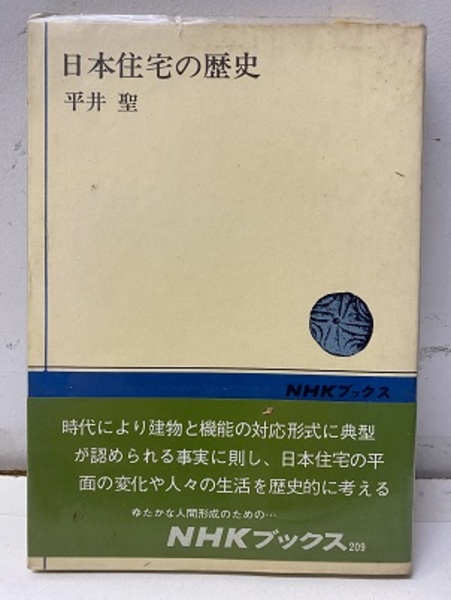 日本住宅の歴史
平井 聖
NHKブックス
時代により建物と機能の対応形式に典型
が認められる事実に則し、日本住宅の平
面の変化や人々の生活を歴史的に考える
ゆたかな人間形成のための…
NHKブックス209